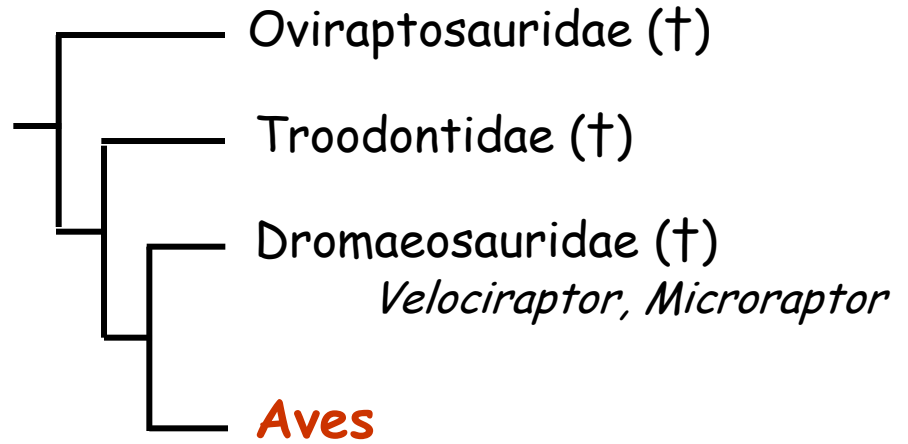 Oviraptosauridae (†)
Troodontidae (†)
Dromaeosauridae (†)
Velociraptor, Microraptor
Aves